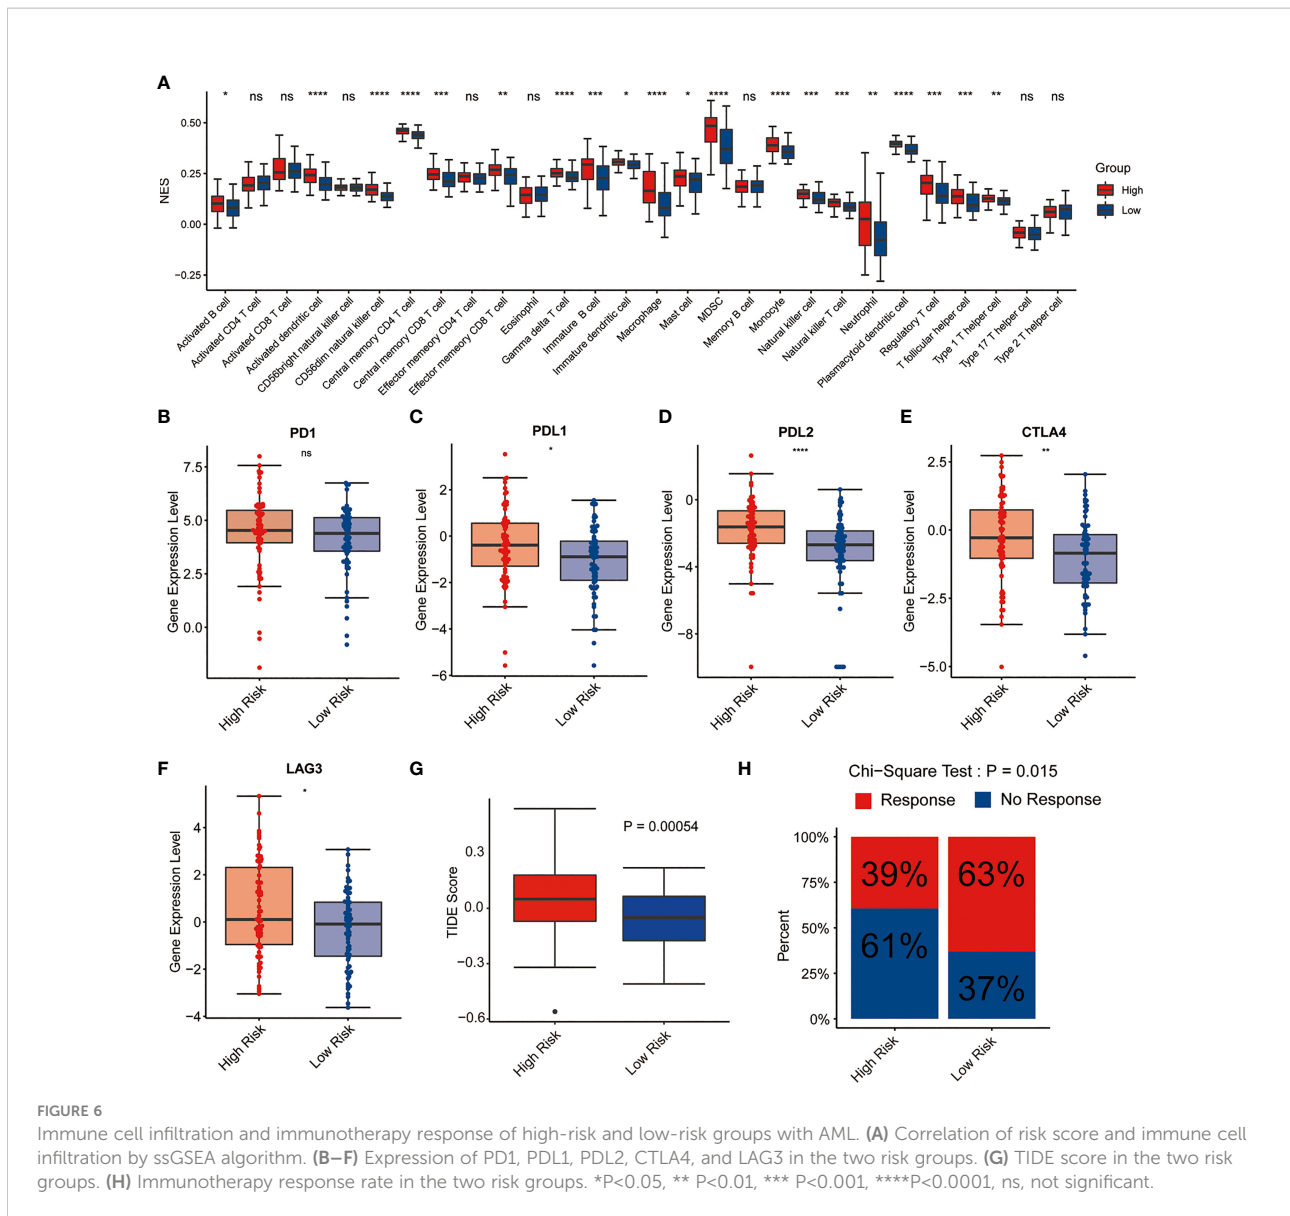 A
* ns ns **** ns **** **** *** ns ** ns **** *** * **** * **** ns **** *** *** ** **** *** *** ** ns ns
0.50
0.25
0.00
−0.25
NES
Group
High
Low
Activated B cell
Activated CD4 T cell
Activated CD8 T cell
Activated dendritic cell
CD56bright natural killer cell
CD56dim natural killer cell
Central memory CD4 T cell
Central memory CD8 T cell
Effector memeory CD4 T cell
Effector memeory CD8 T cell
Eosinophil
Gamma delta T cell
Immature B cell
Immature dendritic cell
Macrophage
Mast cell
MDSC
Memory B cell
Monocyte
Natural killer cell
Natural killer T cell
Neutrophil
Plasmacytoid dendritic cell
Regulatory T cell
T follicular helper cell
Type 1 T helper cell
Type 17 T helper cell
Type 2 T helper cell
B
PD1
ns
7.5
5.0
2.5
0.0
Gene Expression Level
High Risk
Low Risk
C
PDL1
*
2
0
−2
−4
−6
Gene Expression Level
High Risk
Low Risk
D
PDL2
****
0
−4
−8
Gene Expression Level
High Risk
Low Risk
E
CTLA4
**
2.5
0.0
−2.5
−5.0
Gene Expression Level
High Risk
Low Risk
F
LAG3
*
4
2
0
−2
−4
Gene Expression Level
High Risk
Low Risk
G
P = 0.00054
0.3
0.0
−0.3
−0.6
TIDE Score
High Risk
Low Risk
H
Chi−Square Test : P = 0.015
Response No Response
100%
75%
50%
25%
0%
Percent
39% 63%
61%
37%
High Risk
Low Risk
FIGURE 6
Immune cell infiltration and immunotherapy response of high-risk and low-risk groups with AML. (A) Correlation of risk score and immune cell
infiltration by ssGSEA algorithm. (B–F) Expression of PD1, PDL1, PDL2, CTLA4, and LAG3 in the two risk groups. (G) TIDE score in the two risk
groups. (H) Immunotherapy response rate in the two risk groups. *P<0.05, ** P<0.01, *** P<0.001, ****P<0.0001, ns, not significant.